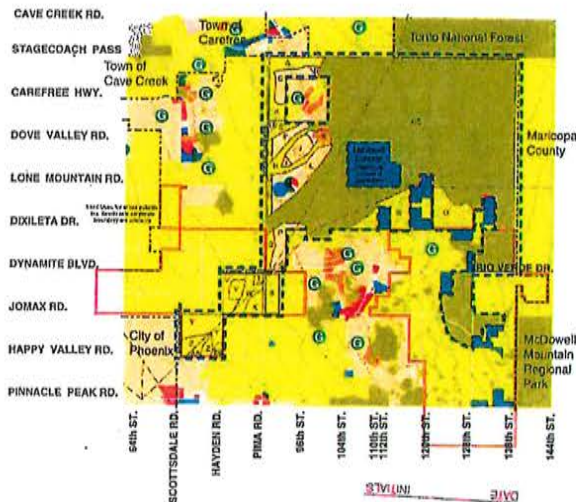 CAVE CREEK RD.
STAGECOACH PASS
CAREFREE HWY.
DOVE VALLEY RD.
LONE MOUNTAIN RD.
DIXILETA DR.
DYNAMITE BLVD.
JOMAX RD.
HAPPY VALLEY RD.
PINNACLE PEAK RD.
Town of
Carefree
Tonto National Forest
Town of
Cave Creek
Maricopa
County
RIO VERDE DR.
City of
Phoenix
McDowell
Mountain
Regional
Park
G
G
G
G
G
G
G
G
G
G
G
G
G
64th ST.
SCOTTSDALE RD.
HAYDEN RD.
PIMA RD.
96th ST.
104th ST.
110th ST.
112th ST.
120th ST.
128th ST.
136th ST.
144th ST.
DATE
INITIALS